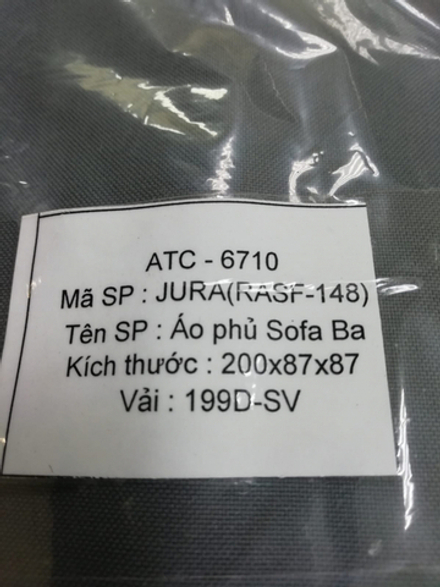 ATC - 6710
Mã SP : JURA(RASF-148)
Tên SP : Áo phủ Sofa Ba
Kích thước : 200x87x87
Vải : 199D-SV